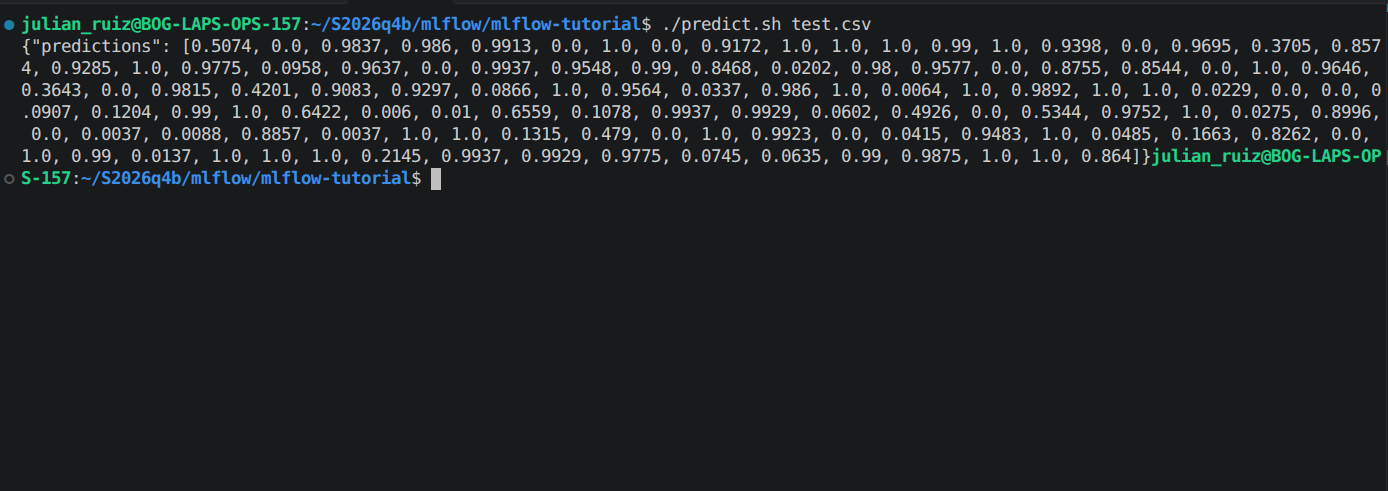 julian_ruiz@BOG-LAPS-OPS-157:~/S2026q4b/mlflow/mlflow-tutorial$ ./predict.sh test.csv
{"predictions": [0.5074, 0.0, 0.9837, 0.986, 0.9913, 0.0, 1.0, 0.0, 0.9172, 1.0, 1.0, 1.0, 0.99, 1.0, 0.9398, 0.0, 0.9695, 0.3705, 0.857
4, 0.9285, 1.0, 0.9775, 0.0958, 0.9637, 0.0, 0.9937, 0.9548, 0.99, 0.8468, 0.0202, 0.98, 0.9577, 0.0, 0.8755, 0.8544, 0.0, 1.0, 0.9646,
0.3643, 0.0, 0.9815, 0.4201, 0.9083, 0.9297, 0.0866, 1.0, 0.9564, 0.0337, 0.986, 1.0, 0.0064, 1.0, 0.9892, 1.0, 1.0, 0.0229, 0.0, 0.0, 0
.0907, 0.1204, 0.99, 1.0, 0.6422, 0.006, 0.01, 0.6559, 0.1078, 0.9937, 0.9929, 0.0602, 0.4926, 0.0, 0.5344, 0.9752, 1.0, 0.0275, 0.8996,
0.0, 0.0037, 0.0088, 0.8857, 0.0037, 1.0, 1.0, 0.1315, 0.479, 0.0, 1.0, 0.9923, 0.0, 0.0415, 0.9483, 1.0, 0.0485, 0.1663, 0.8262, 0.0,
1.0, 0.99, 0.0137, 1.0, 1.0, 1.0, 0.2145, 0.9937, 0.9929, 0.9775, 0.0745, 0.0635, 0.99, 0.9875, 1.0, 1.0, 0.864]}julian_ruiz@BOG-LAPS-OP
S-157:~/S2026q4b/mlflow/mlflow-tutorial$